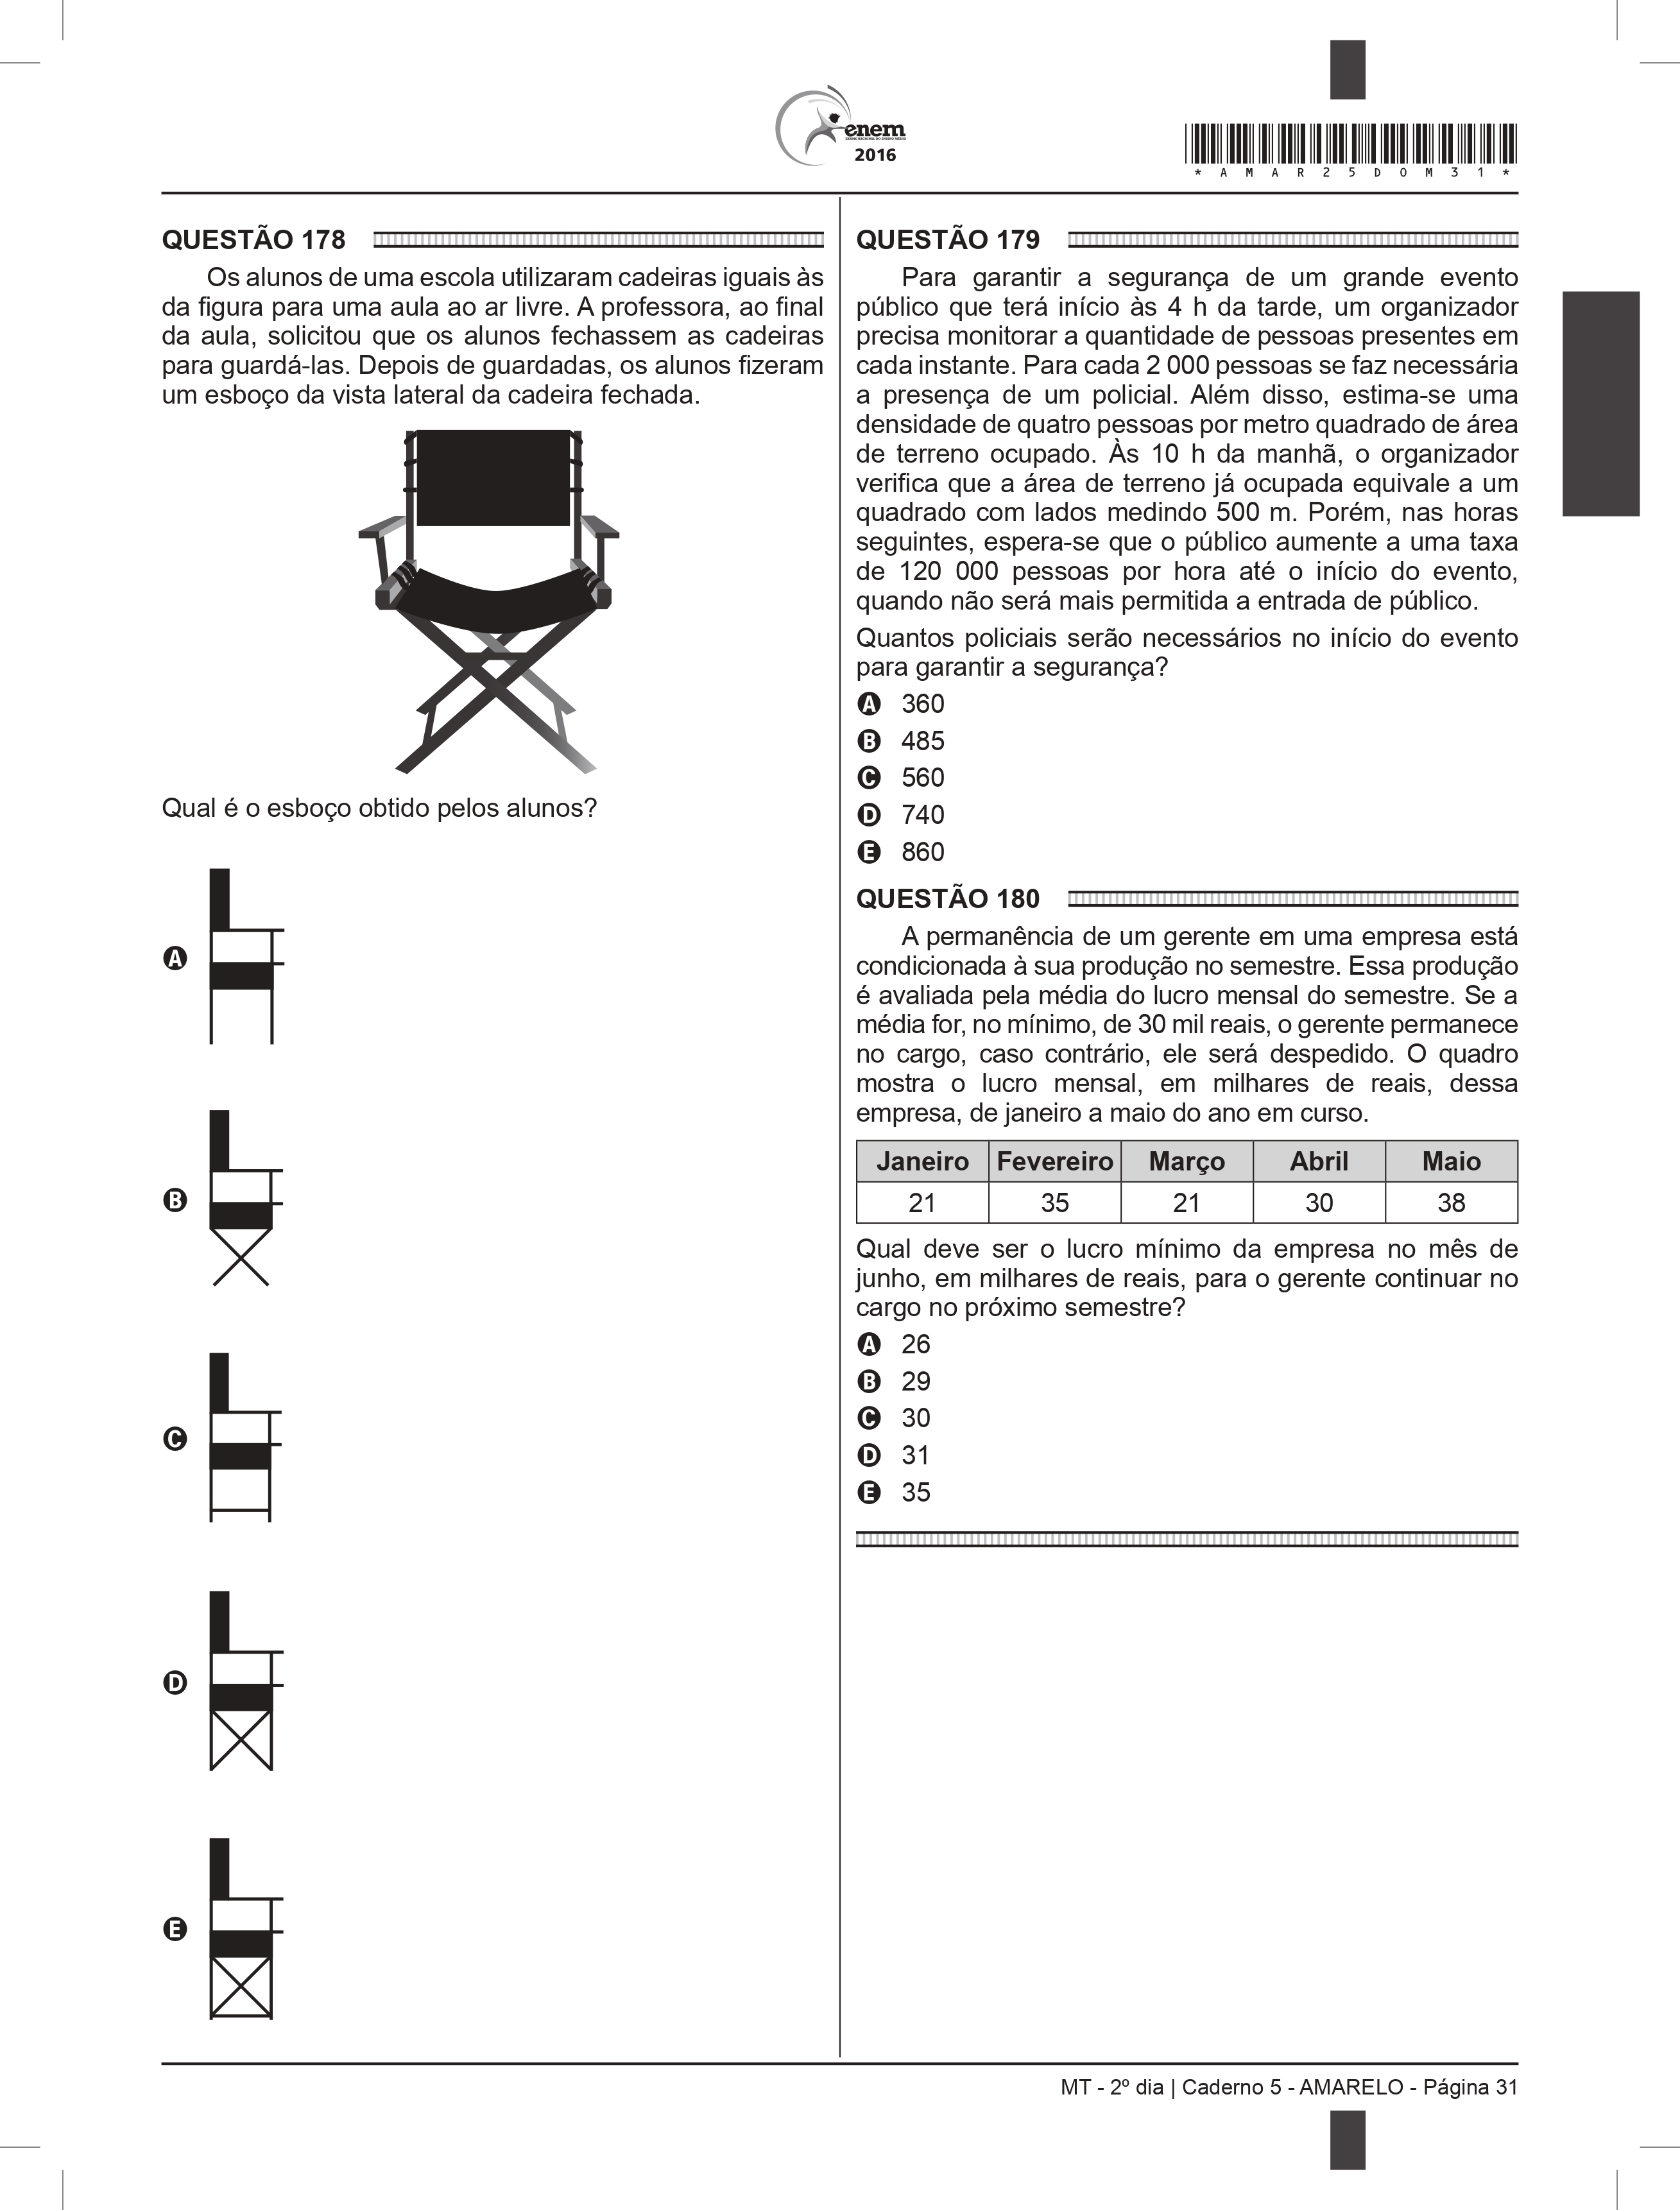 enem
EXAME NACIONAL DO ENSINO MÉDIO
2016
*AMAR25DOM31*
QUESTÃO 178
Os alunos de uma escola utilizaram cadeiras iguais às
da figura para uma aula ao ar livre. A professora, ao final
da aula, solicitou que os alunos fechassem as cadeiras
para guardá-las. Depois de guardadas, os alunos fizeram
um esboço da vista lateral da cadeira fechada.
Qual é o esboço obtido pelos alunos?
A
B
C
D
E
QUESTÃO 179
Para garantir a segurança de um grande evento
público que terá início às 4 h da tarde, um organizador
precisa monitorar a quantidade de pessoas presentes em
cada instante. Para cada 2 000 pessoas se faz necessária
a presença de um policial. Além disso, estima-se uma
densidade de quatro pessoas por metro quadrado de área
de terreno ocupado. Às 10 h da manhã, o organizador
verifica que a área de terreno já ocupada equivale a um
quadrado com lados medindo 500 m. Porém, nas horas
seguintes, espera-se que o público aumente a uma taxa
de 120 000 pessoas por hora até o início do evento,
quando não será mais permitida a entrada de público.
Quantos policiais serão necessários no início do evento
para garantir a segurança?
A 360
B 485
C 560
D 740
E 860
QUESTÃO 180
A permanência de um gerente em uma empresa está
condicionada à sua produção no semestre. Essa produção
é avaliada pela média do lucro mensal do semestre. Se a
média for, no mínimo, de 30 mil reais, o gerente permanece
no cargo, caso contrário, ele será despedido. O quadro
mostra o lucro mensal, em milhares de reais, dessa
empresa, de janeiro a maio do ano em curso.
Janeiro Fevereiro Março Abril Maio
21 35 21 30 38
Qual deve ser o lucro mínimo da empresa no mês de
junho, em milhares de reais, para o gerente continuar no
cargo no próximo semestre?
A 26
B 29
C 30
D 31
E 35
MT - 2º dia | Caderno 5 - AMARELO - Página 31